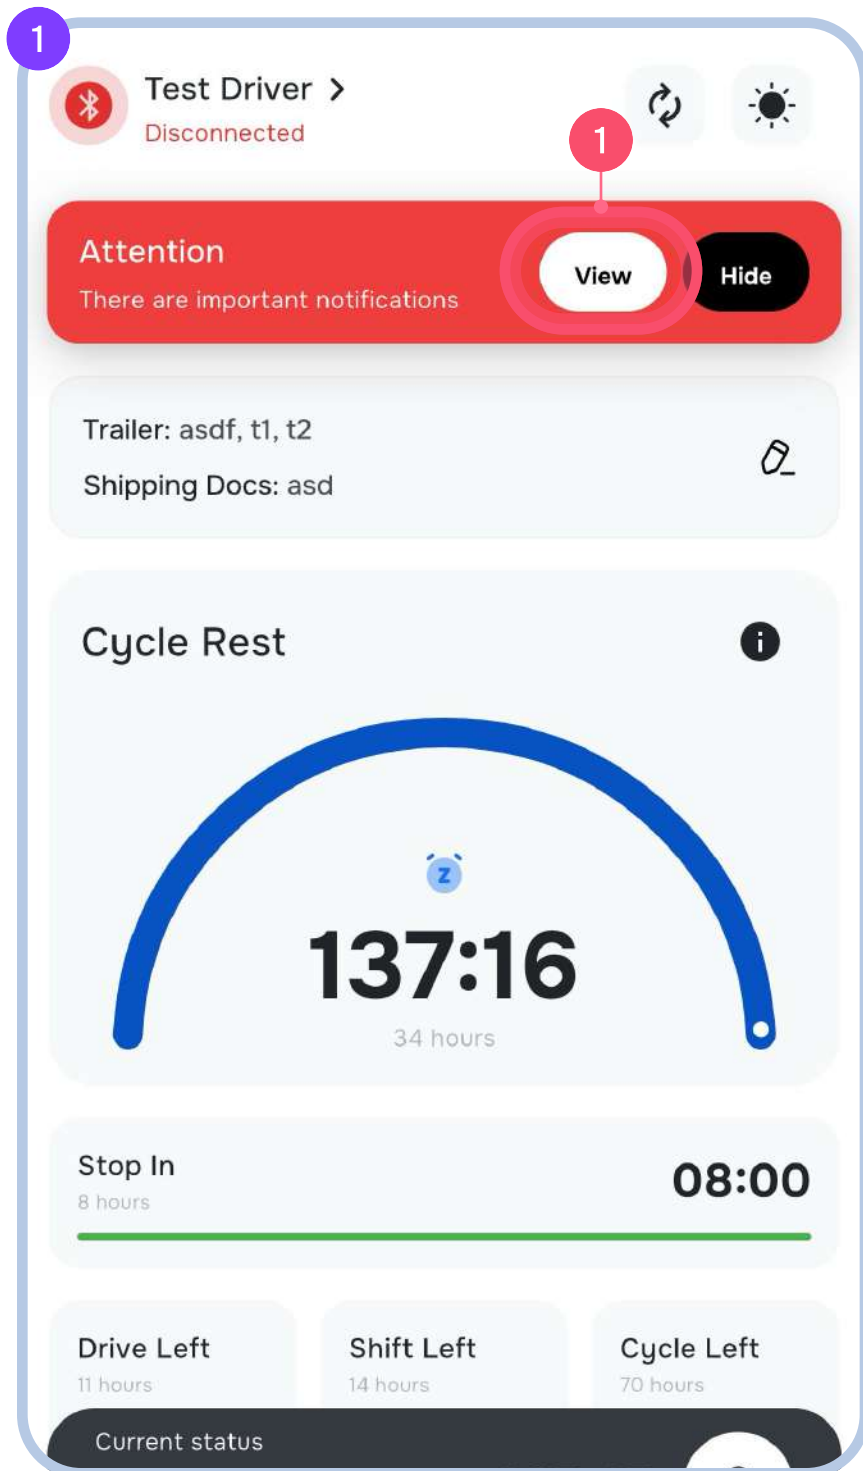 1
Test Driver
Disconnected
1
Attention
There are important notifications
View
Hide
Trailer: asdf, t1, t2
Shipping Docs: asd
Cycle Rest
i
z
137:16
34 hours
Stop In
8 hours
08:00
Drive Left
11 hours
Shift Left
14 hours
Cycle Left
70 hours
Current status